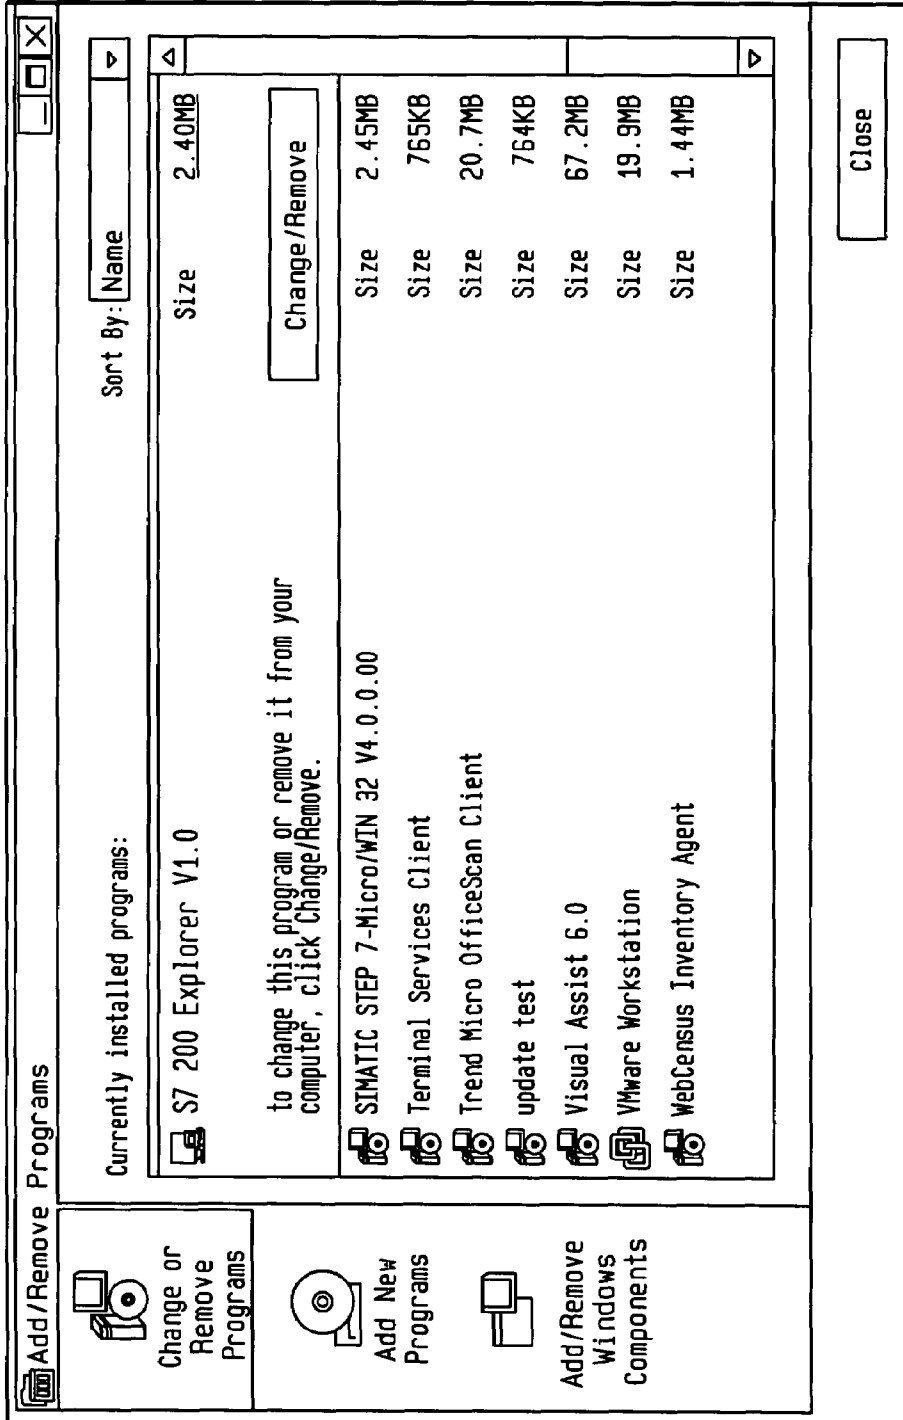 Add/Remove Programs
Change or
Remove
Programs
Add New
Programs
Add/Remove
Windows
Components
Currently installed programs:
Sort By: Name
S7 200 Explorer V1.0 Size 2.40MB
to change this program or remove it from your
computer, click Change/Remove.
Change/Remove
SIMATIC STEP 7-Micro/WIN 32 V4.0.0.00 Size 2.45MB
Terminal Services Client Size 765KB
Trend Micro OfficeScan Client Size 20.7MB
update test Size 764KB
Visual Assist 6.0 Size 67.2MB
VMware Workstation Size 19.9MB
WebCensus Inventory Agent Size 1.44MB
Close